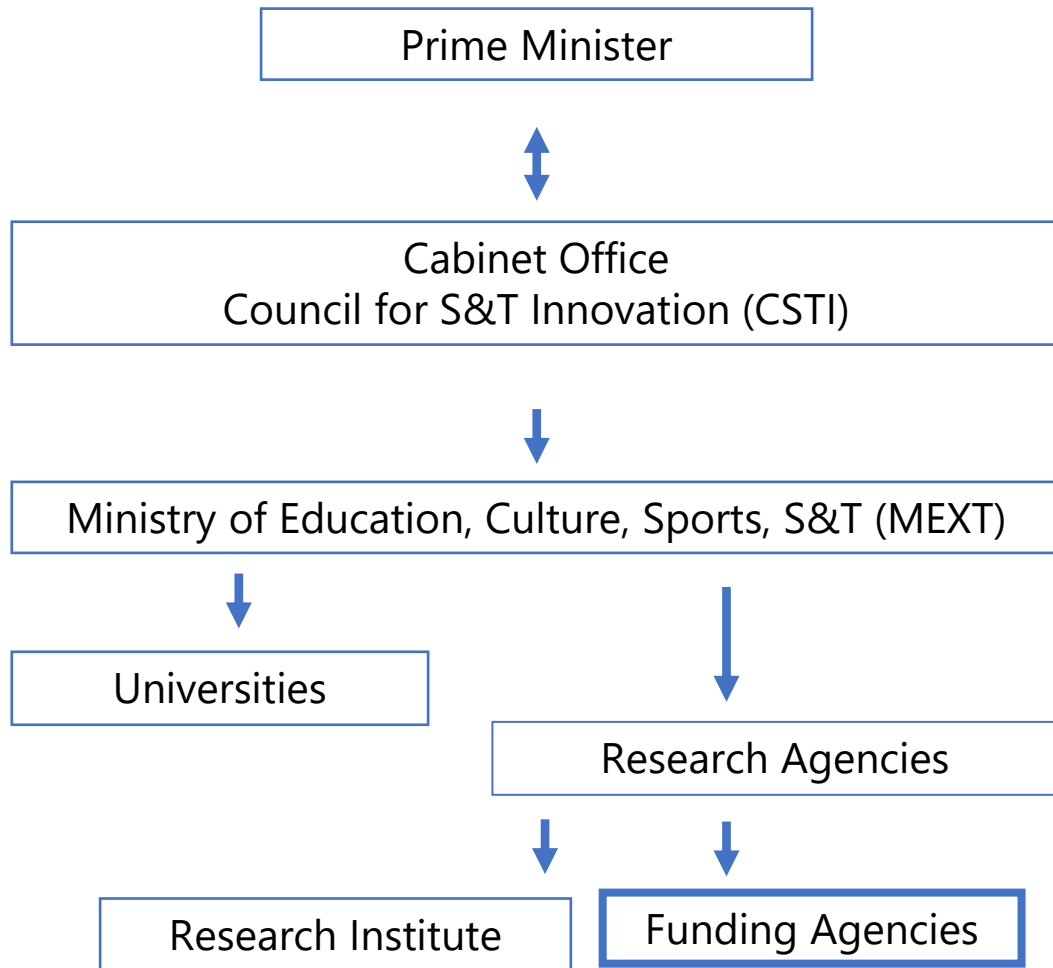 Prime Minister
Cabinet Office
Council for S&T Innovation (CSTI)
Ministry of Education, Culture, Sports, S&T (MEXT)
Universities
Research Agencies
Research Institute
Funding Agencies